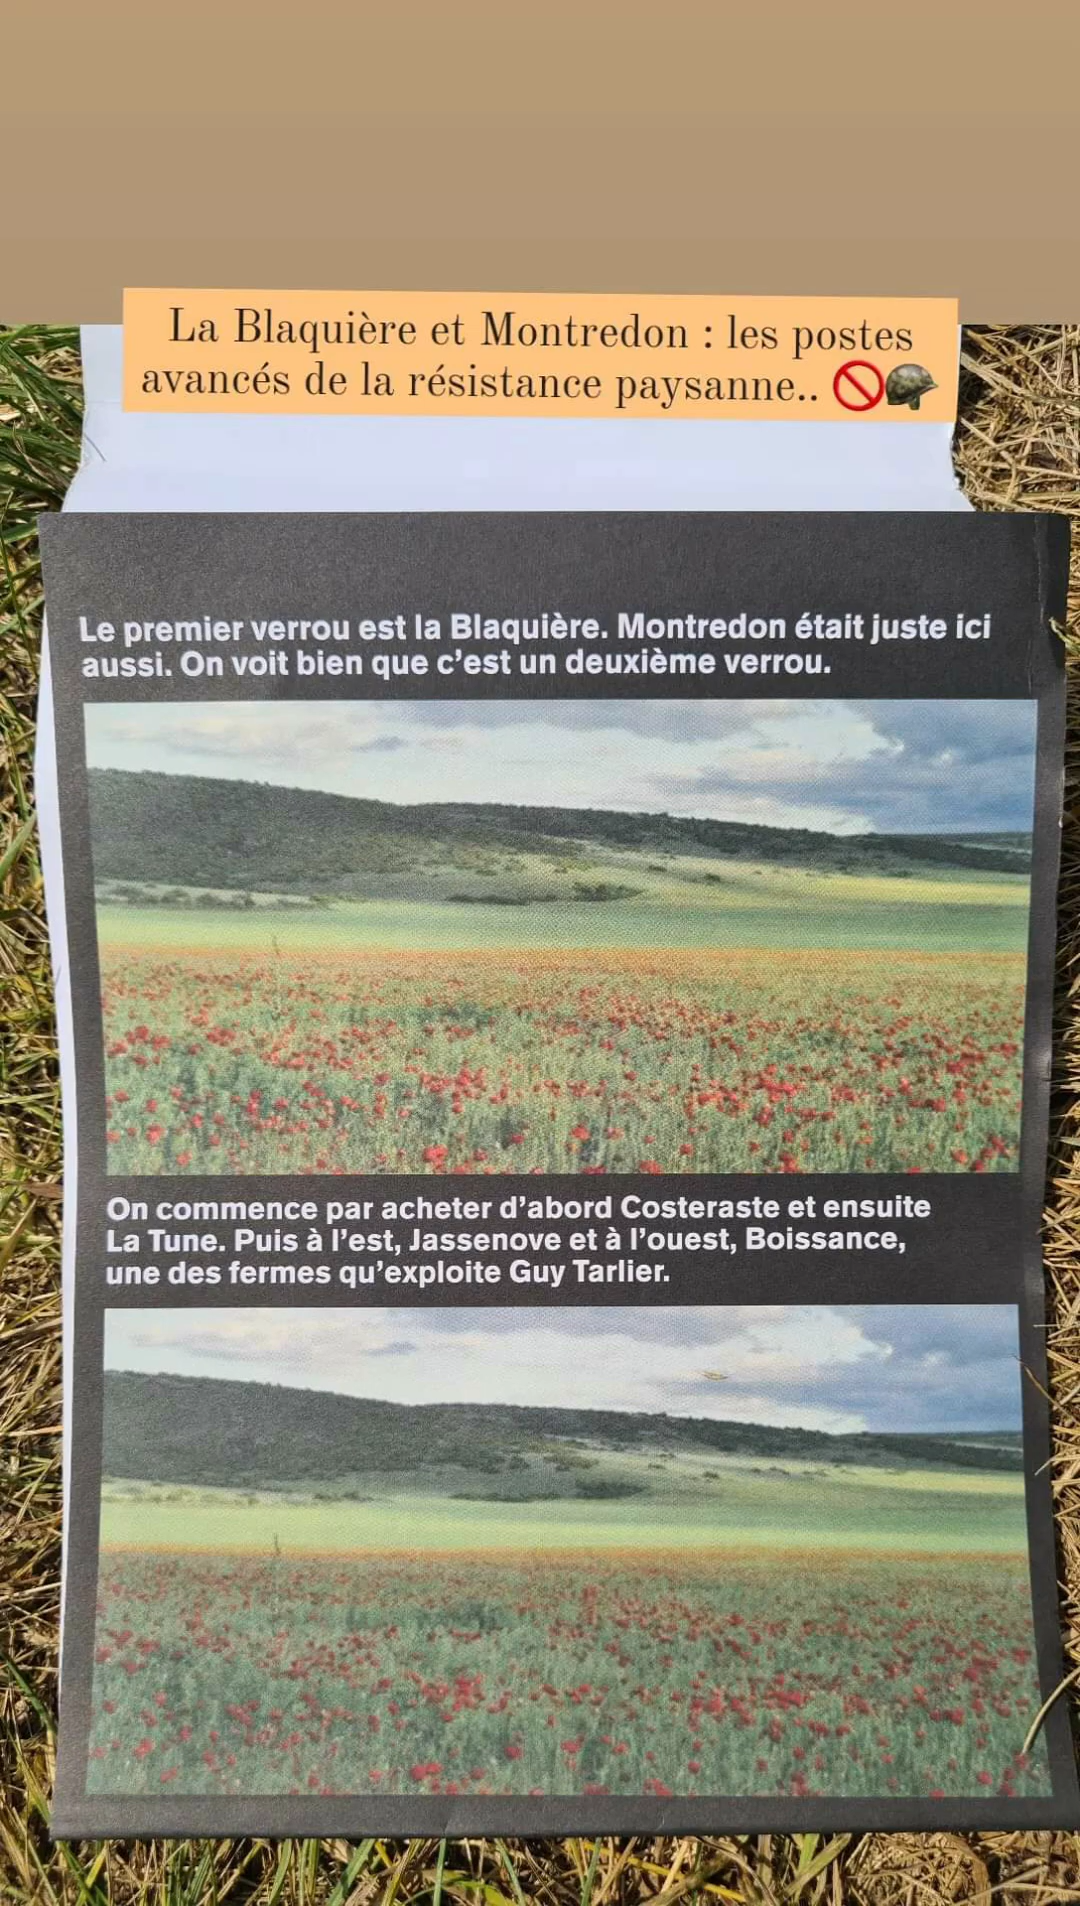 La Blaquière et Montredon : les postes
avancés de la résistance paysanne.. 🚫🪖
Le premier verrou est la Blaquière. Montredon était juste ici
aussi. On voit bien que c’est un deuxième verrou.
On commence par acheter d’abord Costeraste et ensuite
La Tune. Puis à l’est, Jassenove et à l’ouest, Boissance,
une des fermes qu’exploite Guy Tarlier.